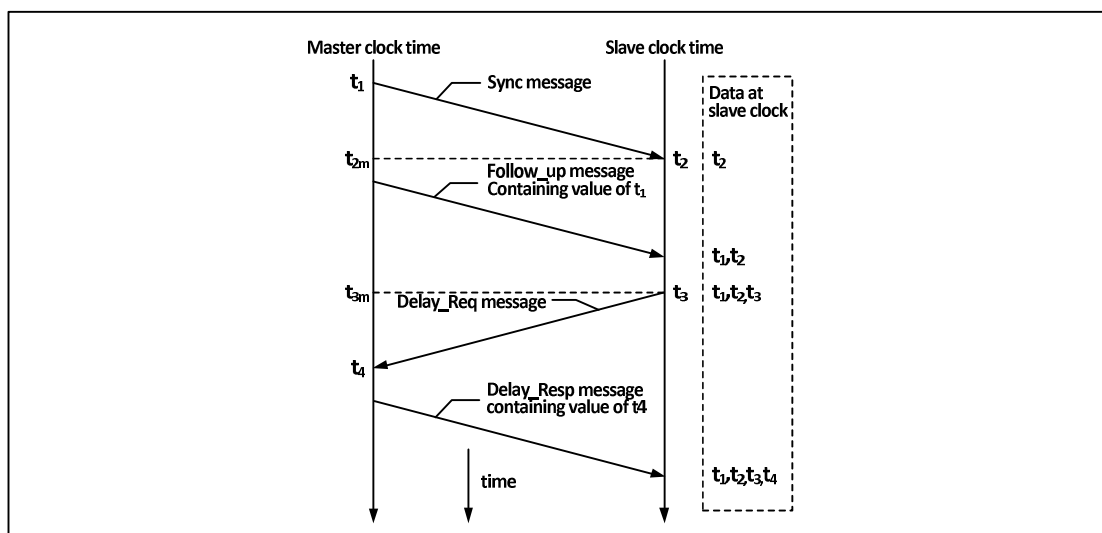 Master clock time
Slave clock time
t1
Sync message
Data at
slave clock
t2m
t2
t2
Follow_up message
Containing value of t1
t1,t2
t3m
t3
t1,t2,t3
Delay_Req message
t4
Delay_Resp message
containing value of t4
t1,t2,t3,t4
time